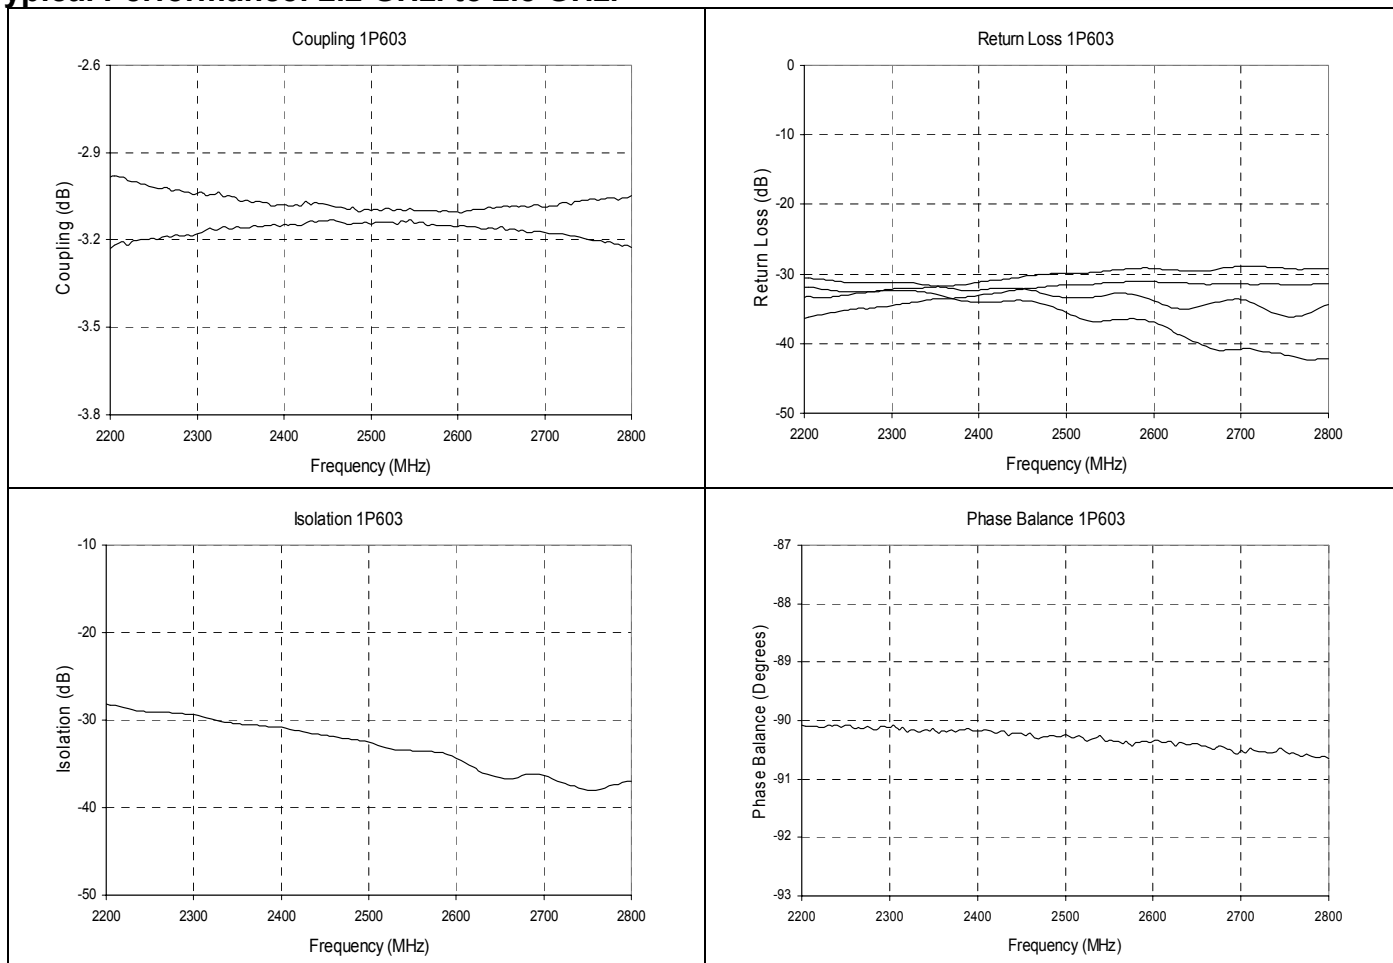 Coupling 1P603
-2.6
-2.9
-3.2
-3.5
-3.8
Coupling (dB)
2200 2300 2400 2500 2600 2700 2800
Frequency (MHz)
Return Loss 1P603
0
-10
-20
-30
-40
-50
Return Loss (dB)
2200 2300 2400 2500 2600 2700 2800
Frequency (MHz)
Isolation 1P603
-10
-20
-30
-40
-50
Isolation (dB)
2200 2300 2400 2500 2600 2700 2800
Frequency (MHz)
Phase Balance 1P603
-87
-88
-89
-90
-91
-92
-93
Phase Balance (Degrees)
2200 2300 2400 2500 2600 2700 2800
Frequency (MHz)